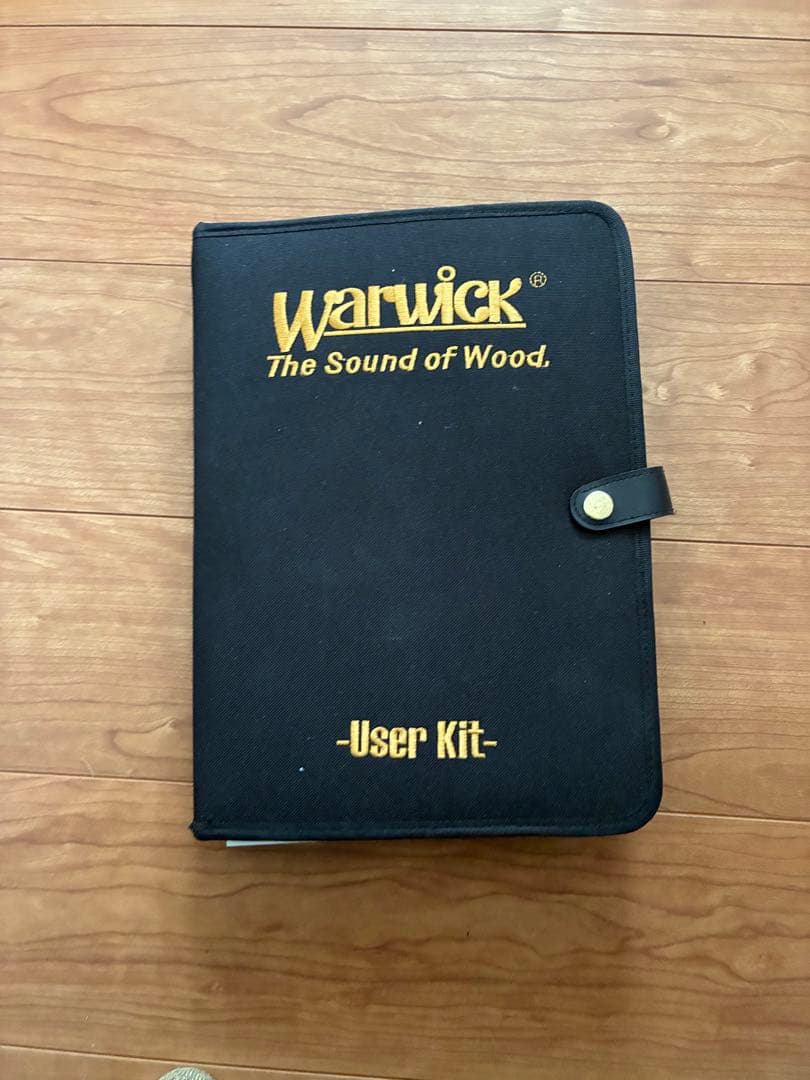 Warwick®
The Sound of Wood.
-User Kit-